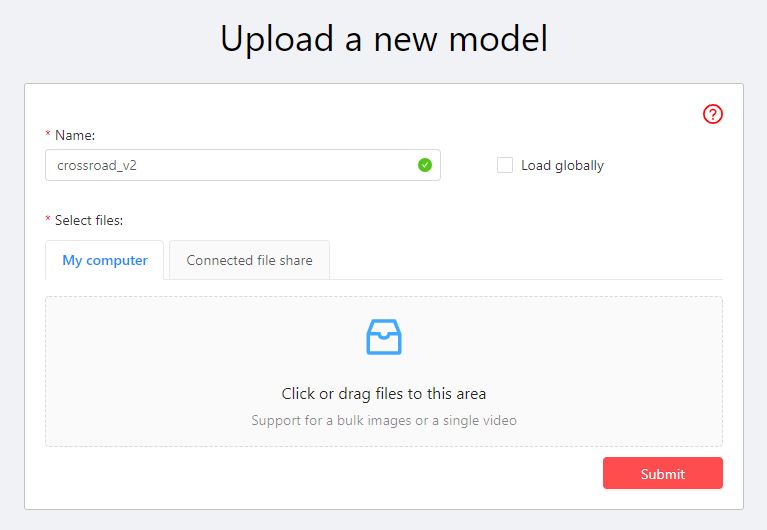 Upload a new model
* Name:
crossroad_v2
Load globally
* Select files:
My computer
Connected file share
Click or drag files to this area
Support for a bulk images or a single video
Submit